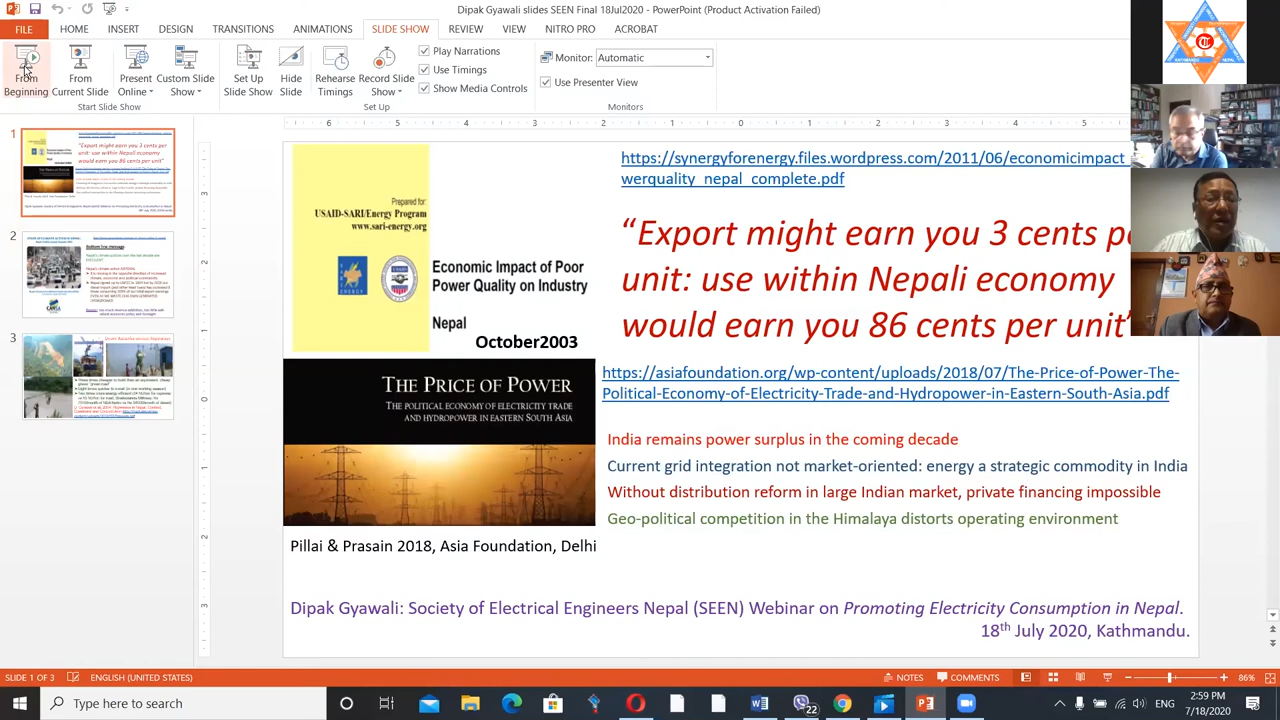 Dipak Gyawali slides SEEN Final 18Jul2020 - PowerPoint (Product Activation Failed)
FILE HOME INSERT DESIGN TRANSITIONS ANIMATIONS SLIDE SHOW REVIEW VIEW NITRO PRO ACROBAT
From Beginning
From Current Slide
Present Online
Custom Slide Show
Set Up Slide Show
Hide Slide
Rehearse Timings
Record Slide Show
Play Narrations
Use Timings
Show Media Controls
Monitor: Automatic
Use Presenter View
Start Slide Show
Set Up
Monitors
1
2
3
https://synergyforenergy.files.wordpress.com/2011/06/economicimpact
werquality_nepal_complete.pdf
Prepared for:
USAID-SARI/Energy Program
www.sari-energy.org
Economic Impact of Poor
Power Quality on Industry
Nepal
October2003
“Export might earn you 3 cents pe
unit: use within Nepali economy
would earn you 86 cents per unit”
https://asiafoundation.org/wp-content/uploads/2018/07/The-Price-of-Power-The-
Political-Economy-of-Electricity-Trade-and-Hydropower-in-Eastern-South-Asia.pdf
THE PRICE OF POWER
THE POLITICAL ECONOMY OF ELECTRICITY TRADE
AND HYDROPOWER IN EASTERN SOUTH ASIA
India remains power surplus in the coming decade
Current grid integration not market-oriented: energy a strategic commodity in India
Without distribution reform in large Indian market, private financing impossible
Geo-political competition in the Himalaya distorts operating environment
Pillai & Prasain 2018, Asia Foundation, Delhi
Dipak Gyawali: Society of Electrical Engineers Nepal (SEEN) Webinar on Promoting Electricity Consumption in Nepal.
18th July 2020, Kathmandu.
SLIDE 1 OF 3 ENGLISH (UNITED STATES) NOTES COMMENTS 86%
Type here to search
22
2:59 PM
ENG
7/18/2020